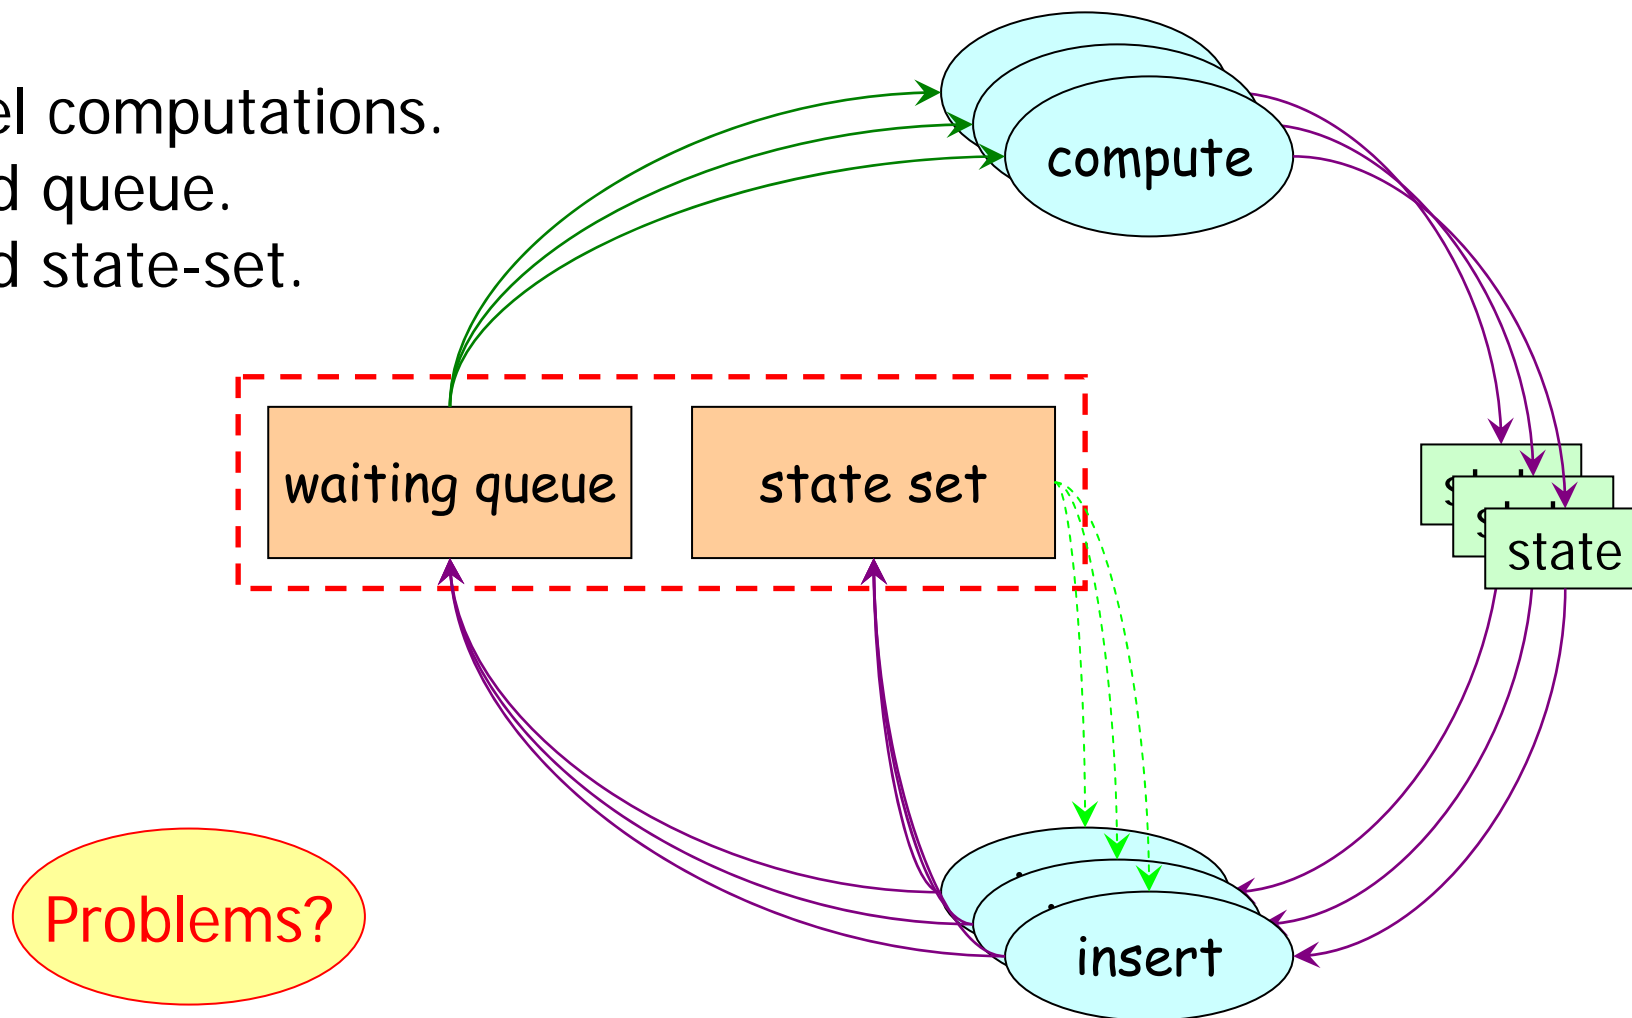 el computations.
d queue.
d state-set.
compute
waiting queue
state set
state
Problems?
insert